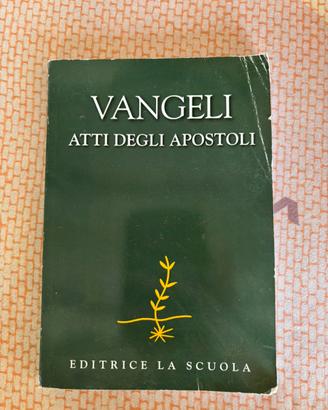 VANGELI
ATTI DEGLI APOSTOLI
EDITRICE LA SCUOLA